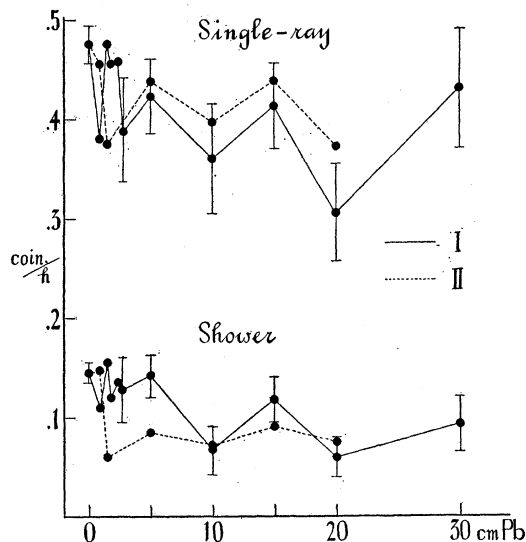 Single-ray
.5
.4
.3
.2
.1
coin.
/h
I
II
Shower
0
10
20
30 cm Pb